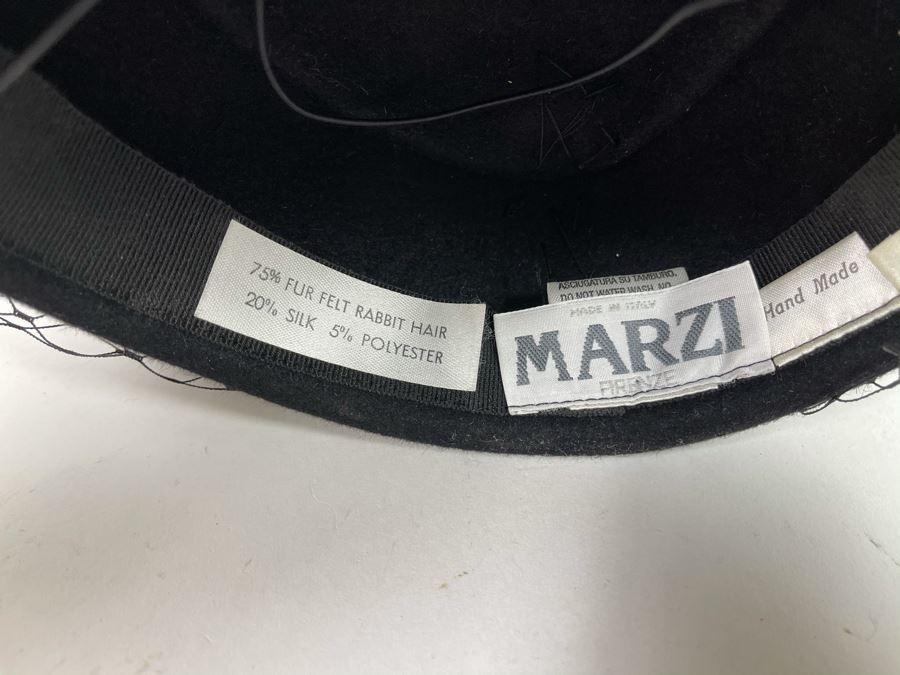 75% FUR FELT RABBIT HAIR
20% SILK 5% POLYESTER
ASCIUGATURA SU TAMBURO.
DO NOT WATER WASH, NO
MADE IN ITALY
MARZI
FIRENZE
Hand Made